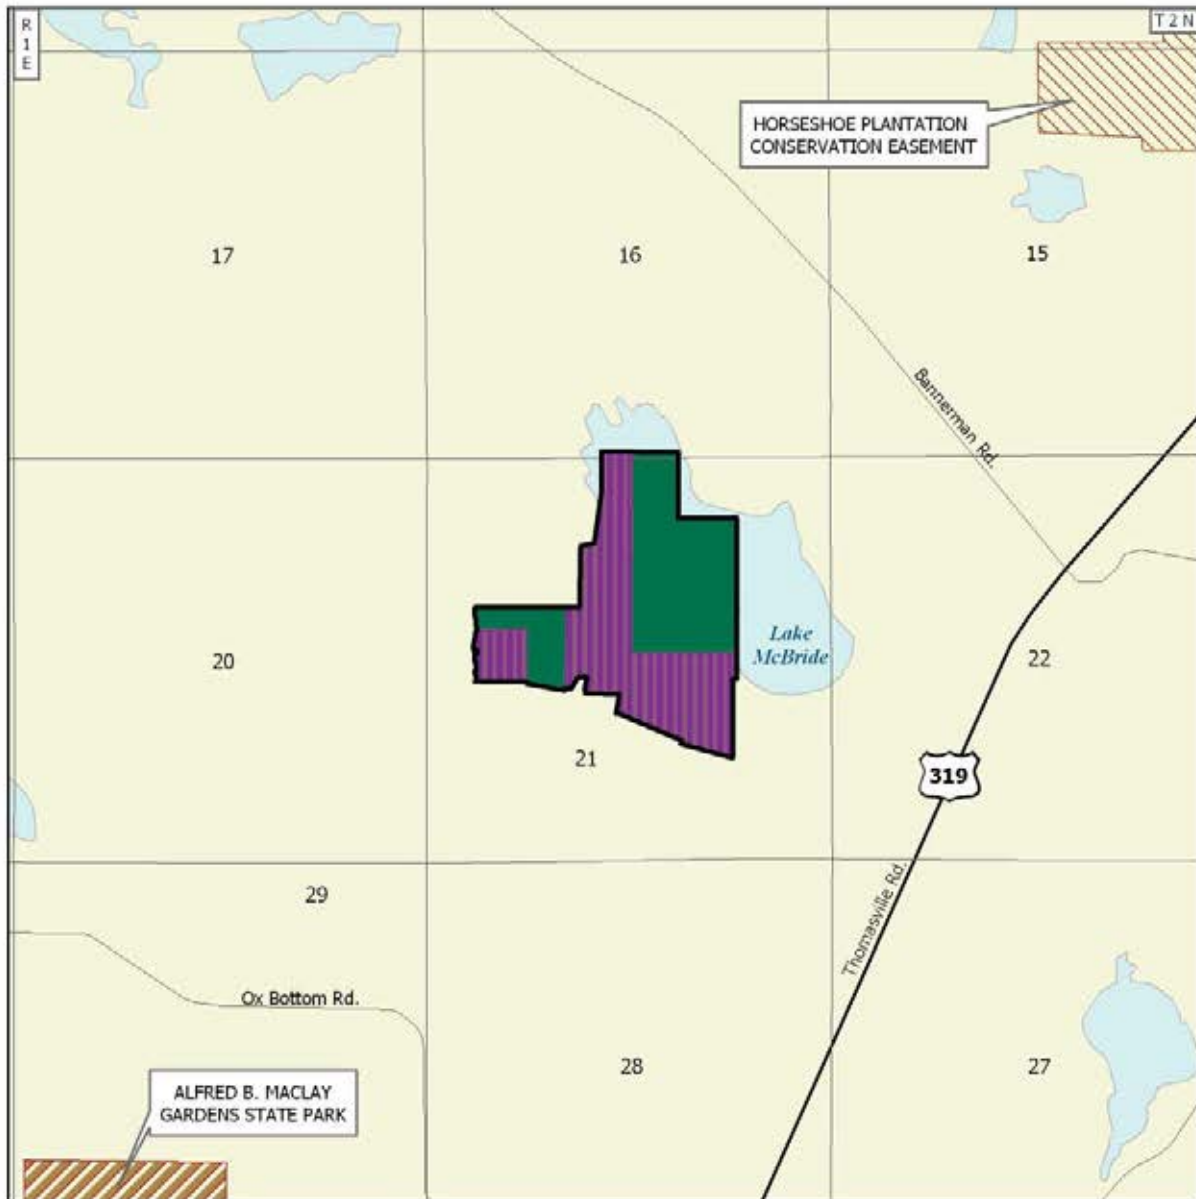 R
1
E
T 2 N
HORSESHOE PLANTATION
CONSERVATION EASEMENT
17
16
15
Bannerman Rd.
Lake
McBride
20
22
21
319
29
Thomasville Rd.
Ox Bottom Rd.
28
27
ALFRED B. MACLAY
GARDENS STATE PARK